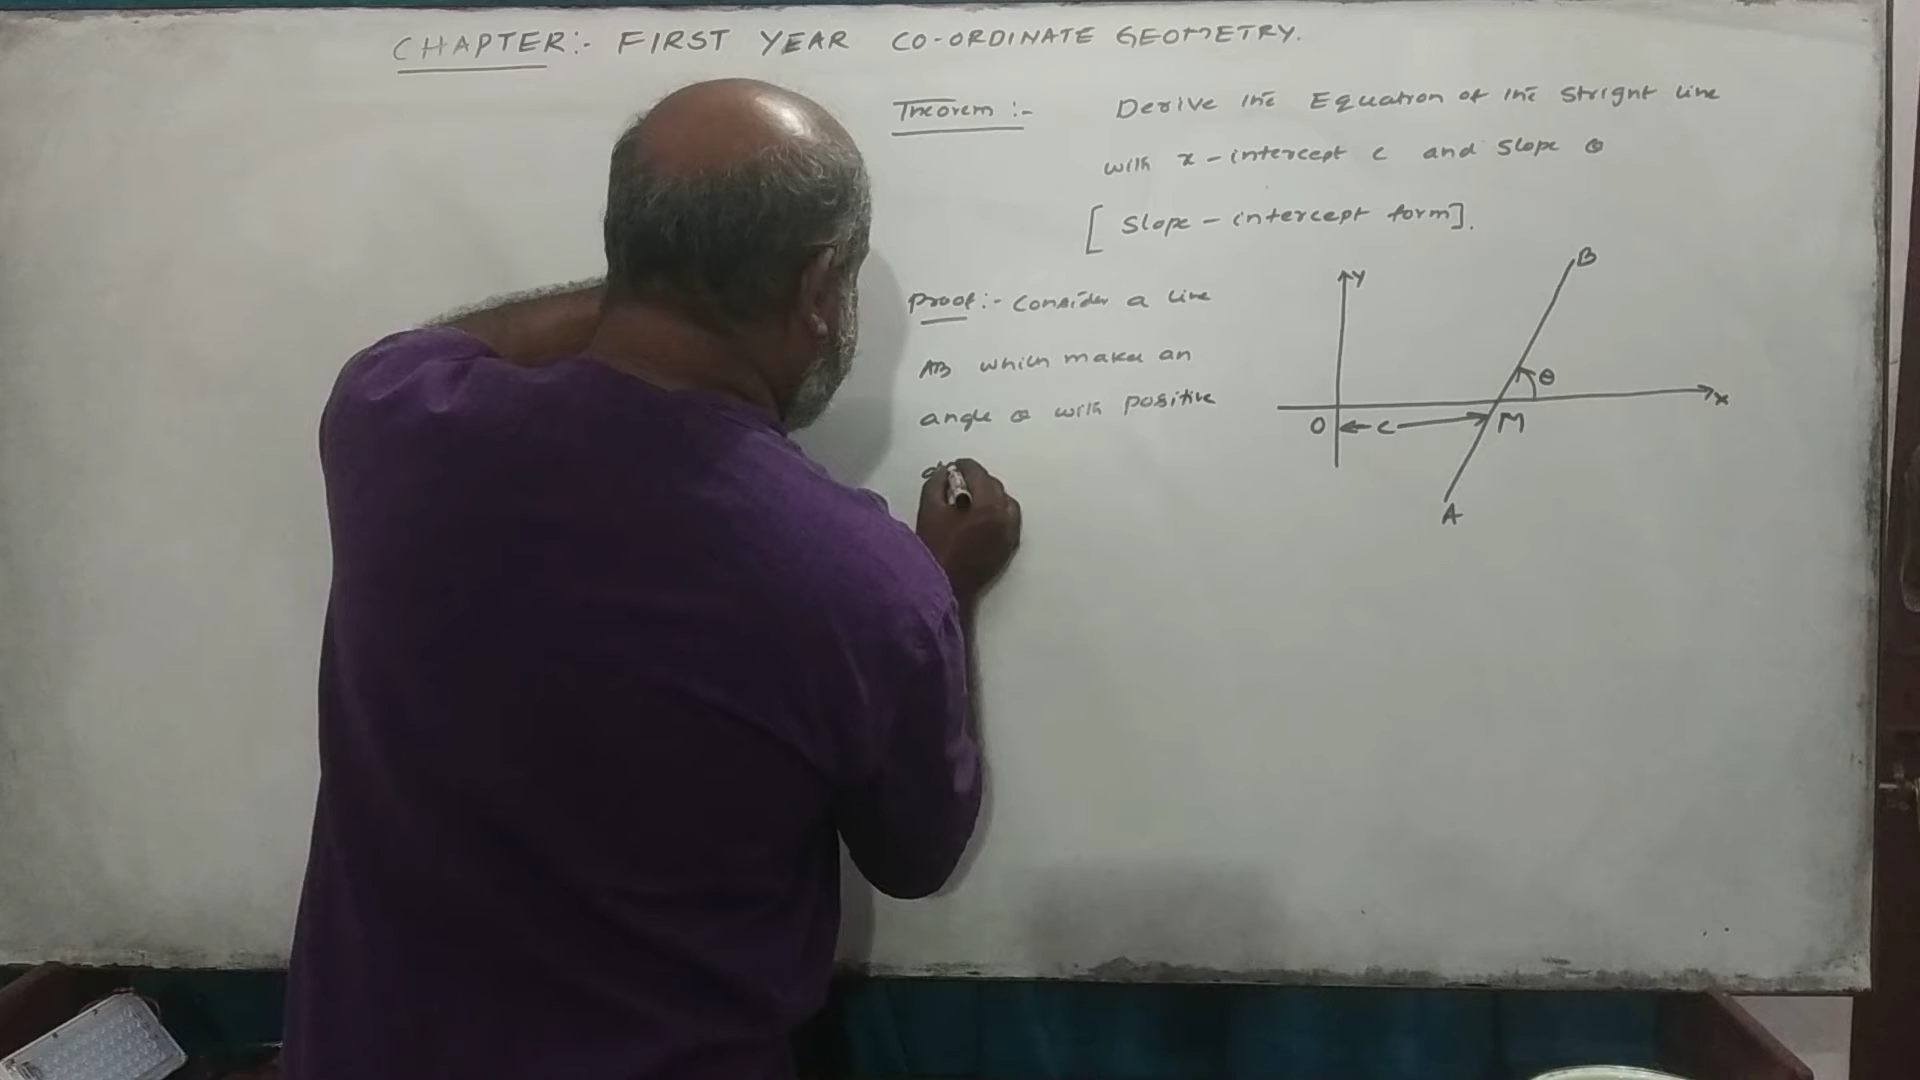 CHAPTER:- FIRST YEAR CO-ORDINATE GEOMETRY.
Theorem :- Derive the Equation of the Strignt line
with x-intercept c and slope θ
[ Slope - intercept form].
Proof:- Consider a line
AB which makes an
angle θ with positive
Y
B
θ
X
O
c
M
A